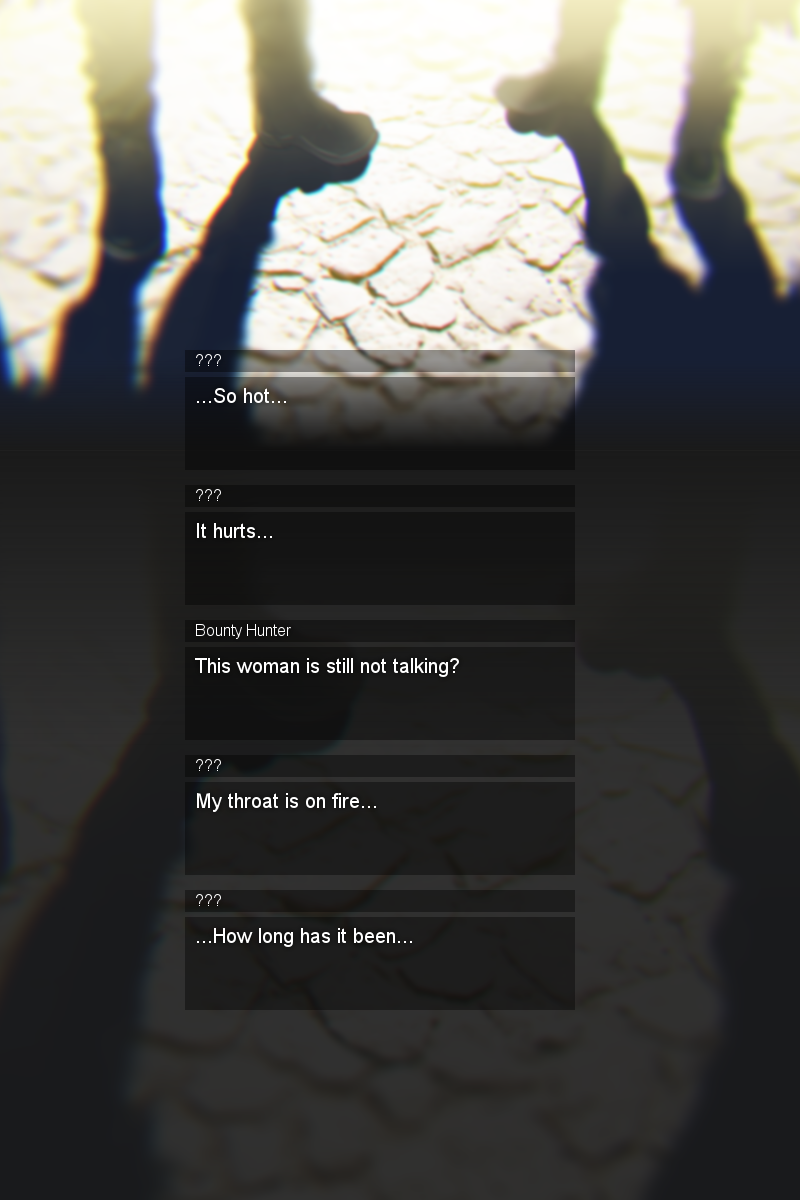 ???
...So hot...
???
It hurts...
Bounty Hunter
This woman is still not talking?
???
My throat is on fire...
???
...How long has it been...